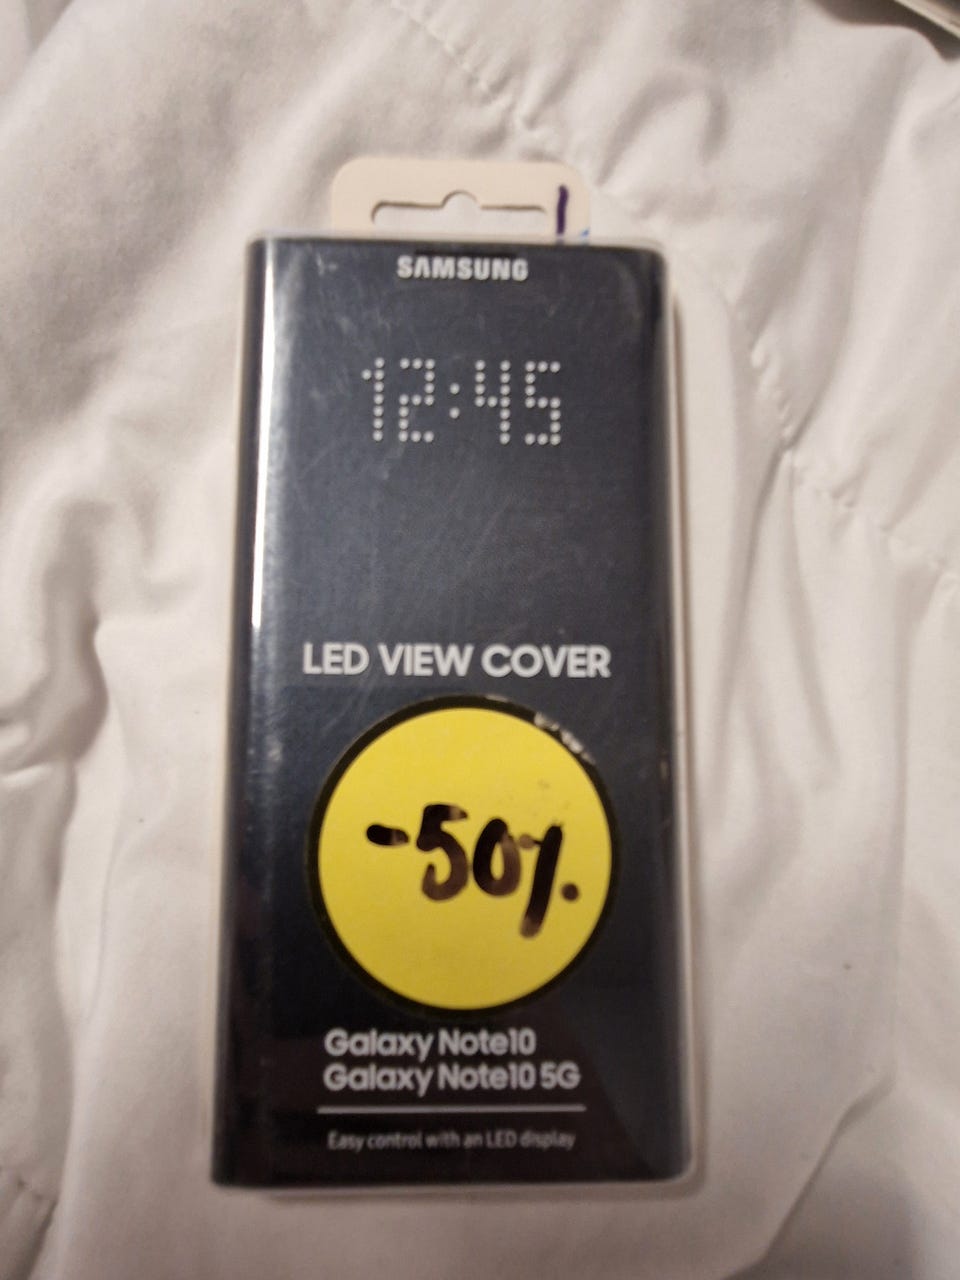 SAMSUNG
12:45
LED VIEW COVER
-50%
Galaxy Note10
Galaxy Note10 5G
Easy control with an LED display